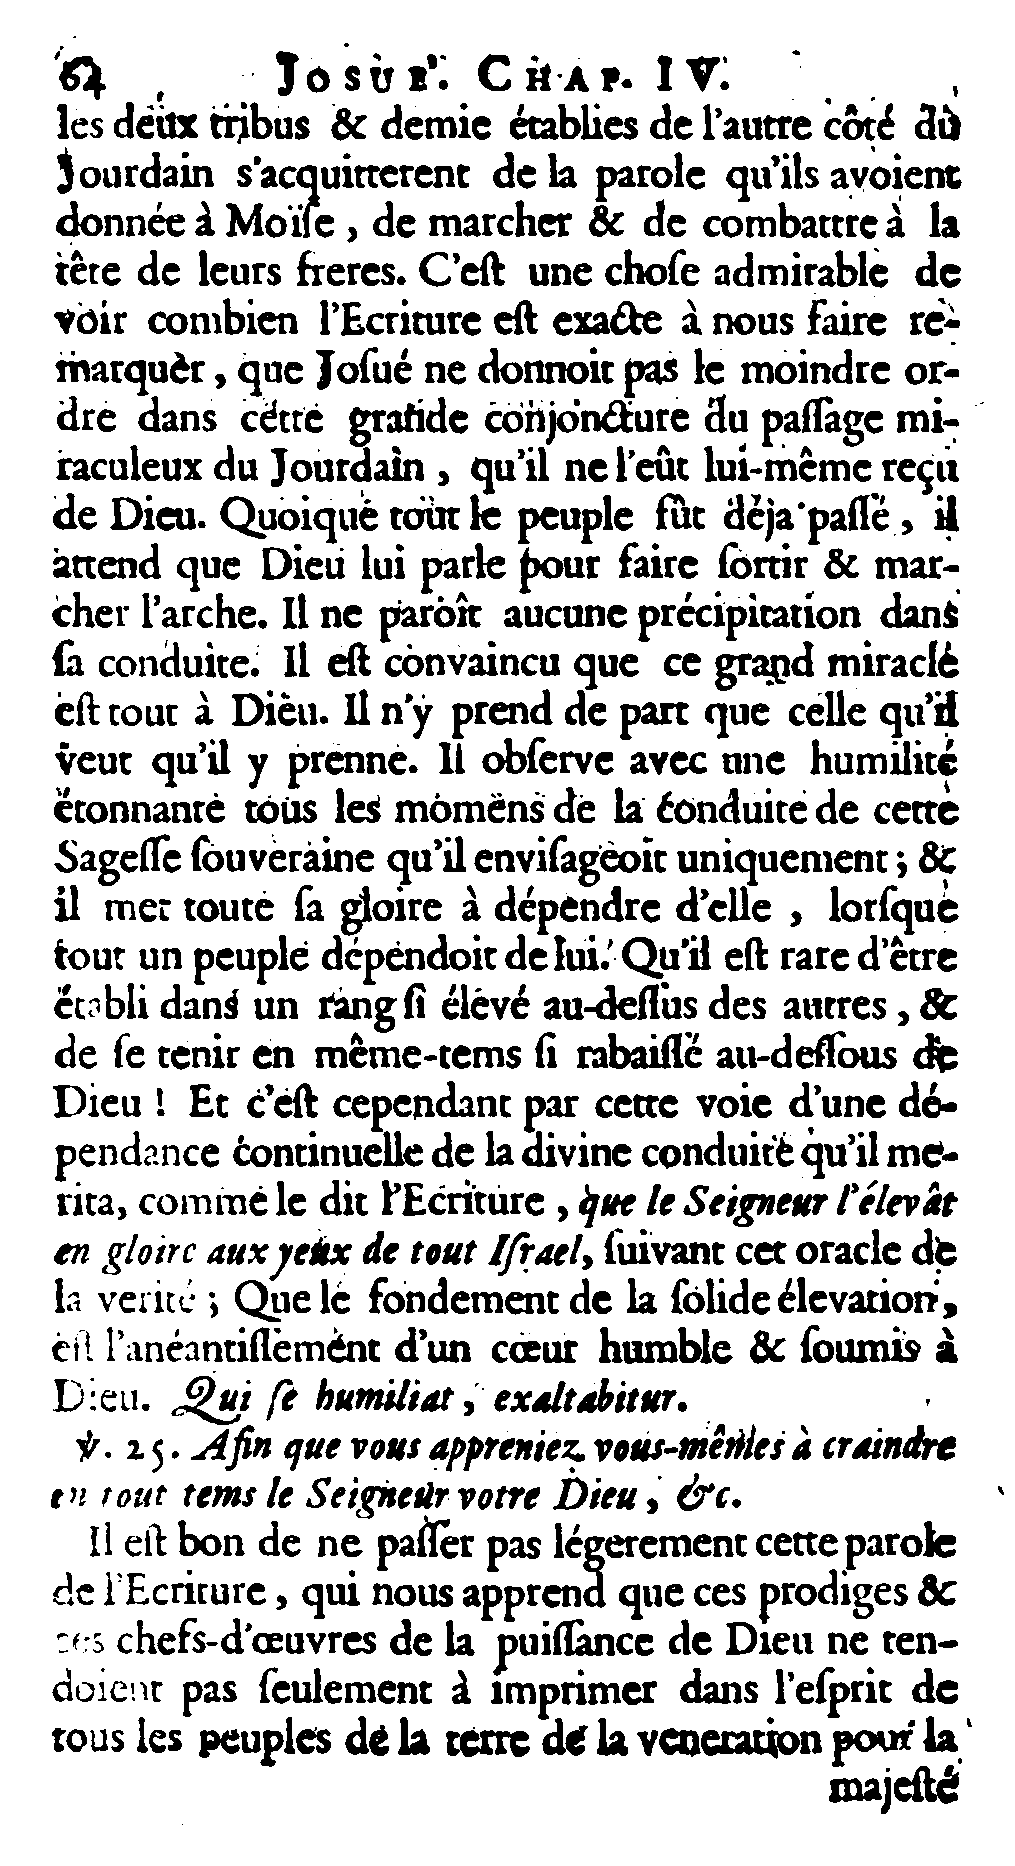 64 JOSUE'. CHAP. IV.
les deux tribus & demie établies de l'autre côté du
Jourdain s'acquitterent de la parole qu'ils avoient
donnée à Moïſe, de marcher & de combattre à la
tête de leurs freres. C'eſt une choſe admirable de
voir combien l'Ecriture eſt exacte à nous faire re-
marquer, que Joſué ne donnoit pas le moindre or-
dre dans cette grande conjoncture du paſſage mi-
raculeux du Jourdain, qu'il ne l'eût lui-même reçu
de Dieu. Quoique tout le peuple fût déja paſſé, il
attend que Dieu lui parle pour faire ſortir & mar-
cher l'arche. Il ne paroît aucune précipitation dans
ſa conduite. Il eſt convaincu que ce grand miracle
eſt tout à Dieu. Il n'y prend de part que celle qu'il
veut qu'il y prenne. Il obſerve avec une humilité
étonnante tous les momens de la conduite de cette
Sageſſe ſouveraine qu'il enviſageoit uniquement ; &
il met toute ſa gloire à dépendre d'elle, lorſque
tout un peuple dépendoit de lui. Qu'il eſt rare d'être
établi dans un rang ſi élevé au-deſſus des autres, &
de ſe tenir en même-tems ſi rabaiſſé au-deſſous de
Dieu ! Et c'eſt cependant par cette voie d'une dé-
pendance continuelle de la divine conduite qu'il me-
rita, comme le dit l'Ecriture, que le Seigneur l'élevât
en gloire aux yeux de tout Iſrael, ſuivant cet oracle de
la verité ; Que le fondement de la ſolide élevation,
eſt l'anéantiſſement d'un cœur humble & ſoumis à
Dieu. Qui ſe humiliat, exaltabitur.
℣. 25. Afin que vous appreniez vous-mêmes à craindre
en tout tems le Seigneur votre Dieu, &c.
Il eſt bon de ne paſſer pas légerement cette parole
de l'Ecriture, qui nous apprend que ces prodiges &
ces chefs-d'œuvres de la puiſſance de Dieu ne ten-
doient pas ſeulement à imprimer dans l'eſprit de
tous les peuples de la terre de la veneration pour la
majeſté